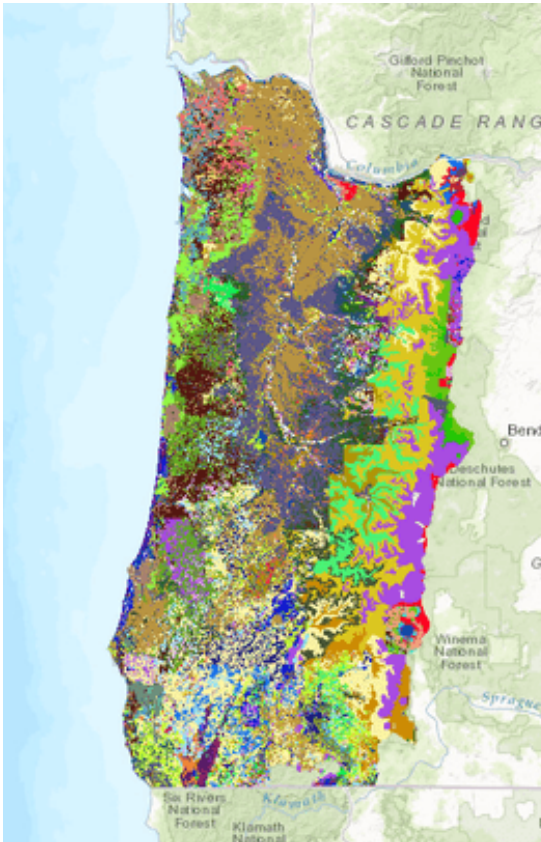 Gifford Pinchot
National
Forest
CASCADE RANG
Columbia
Bend
Deschutes
National Forest
G
Winema
National
Forest
Sprague
Six Rivers
National
Forest
Klamath
Klamath
National